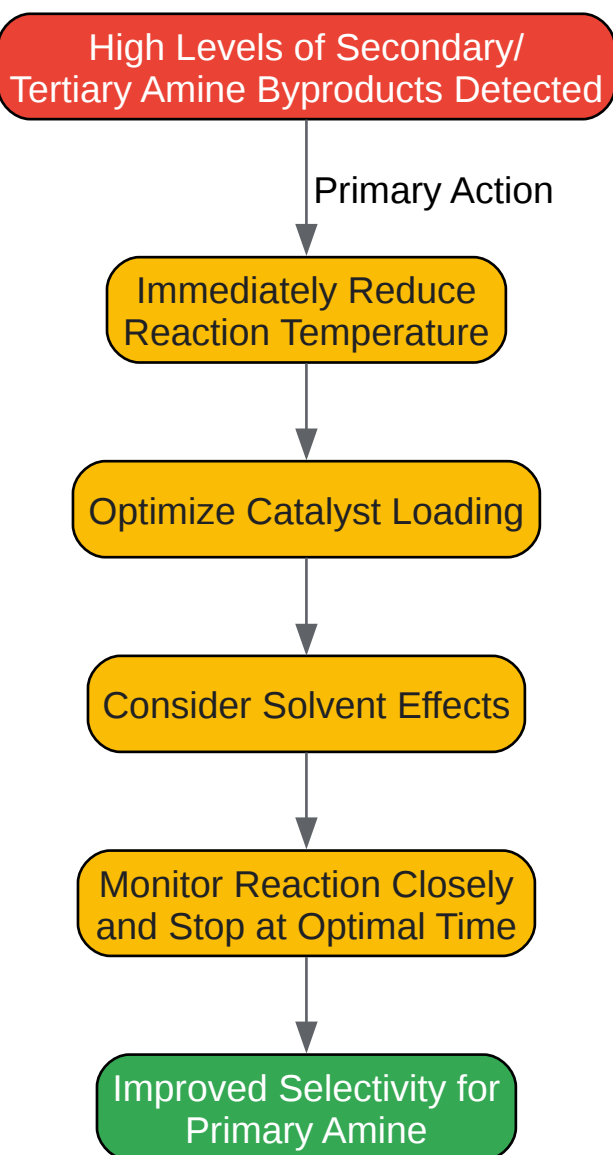 High Levels of Secondary/
Tertiary Amine Byproducts Detected
Primary Action
Immediately Reduce
Reaction Temperature
Optimize Catalyst Loading
Consider Solvent Effects
Monitor Reaction Closely
and Stop at Optimal Time
Improved Selectivity for
Primary Amine